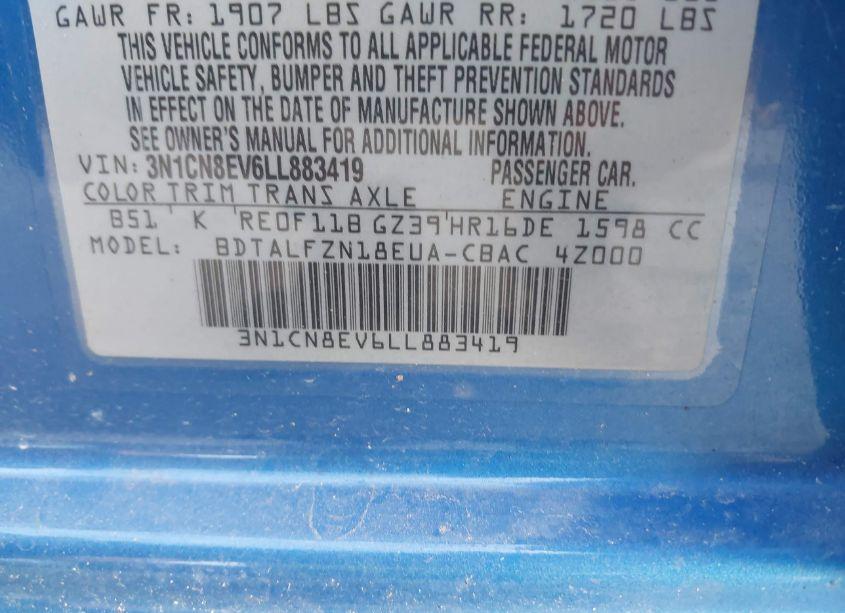 GAWR FR: 1907 LBS GAWR RR: 1720 LBS
THIS VEHICLE CONFORMS TO ALL APPLICABLE FEDERAL MOTOR
VEHICLE SAFETY, BUMPER AND THEFT PREVENTION STANDARDS
IN EFFECT ON THE DATE OF MANUFACTURE SHOWN ABOVE.
SEE OWNER'S MANUAL FOR ADDITIONAL INFORMATION.
VIN: 3N1CN8EV6LL883419 PASSENGER CAR.
COLOR TRIM TRANS AXLE ENGINE
B51 K RE0F11B GZ39 HR16DE 1598 CC
MODEL: BDTALFZN18EUA-CBAC 4Z000
3N1CN8EV6LL883419